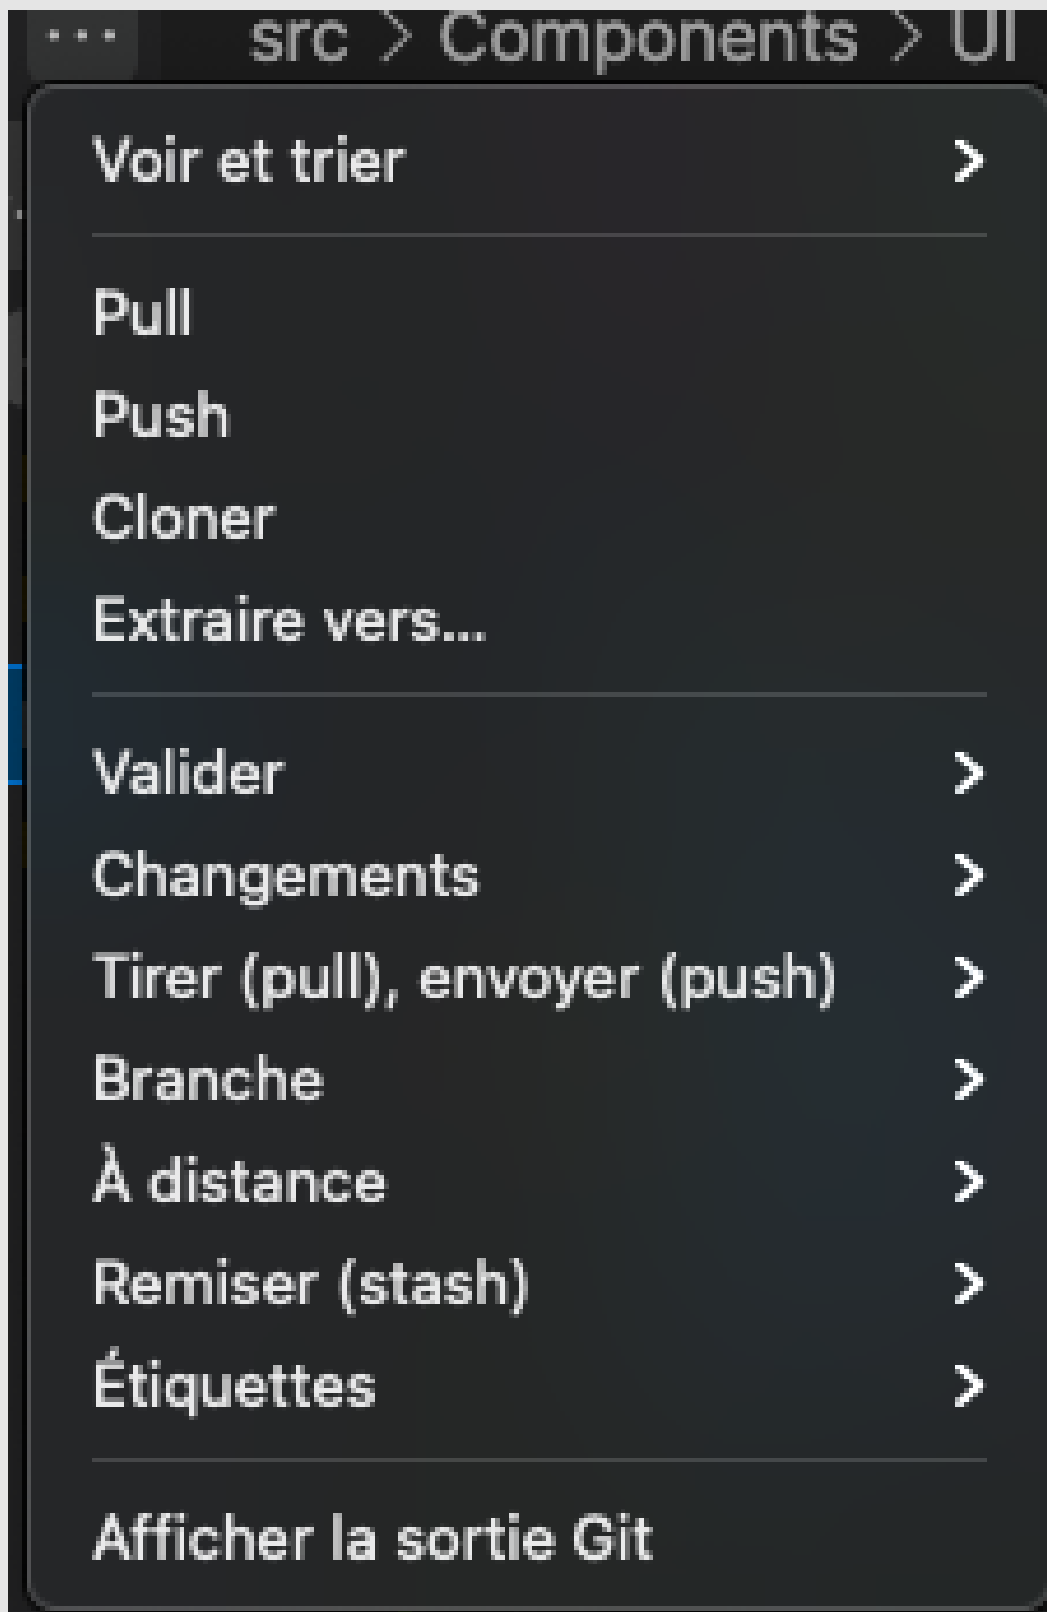 ... src > Components > UI
Voir et trier >
Pull
Push
Cloner
Extraire vers...
Valider >
Changements >
Tirer (pull), envoyer (push) >
Branche >
À distance >
Remiser (stash) >
Étiquettes >
Afficher la sortie Git